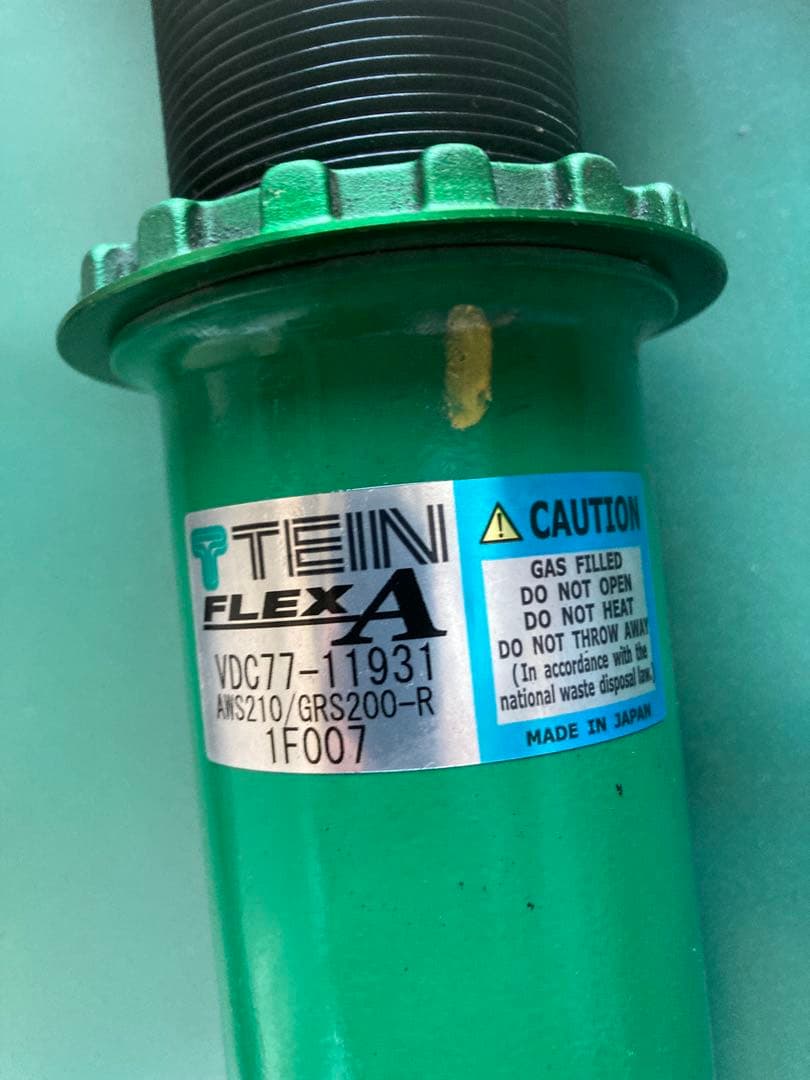 TEIN
FLEX A
VDC77-11931
AWS210/GRS200-R
1F007
CAUTION
GAS FILLED
DO NOT OPEN
DO NOT HEAT
DO NOT THROW AWAY
(In accordance with the
national waste disposal law.)
MADE IN JAPAN